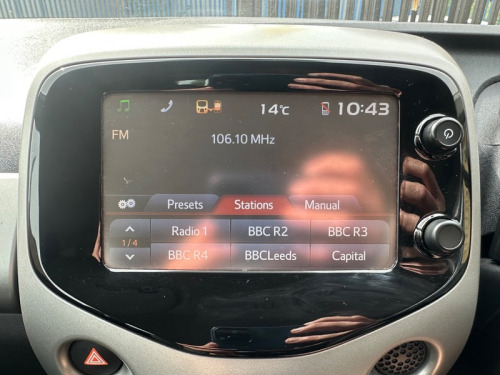 14°C 10:43
FM
106.10 MHz
Presets Stations Manual
Radio 1 BBC R2 BBC R3
1/4
BBC R4 BBCLeeds Capital